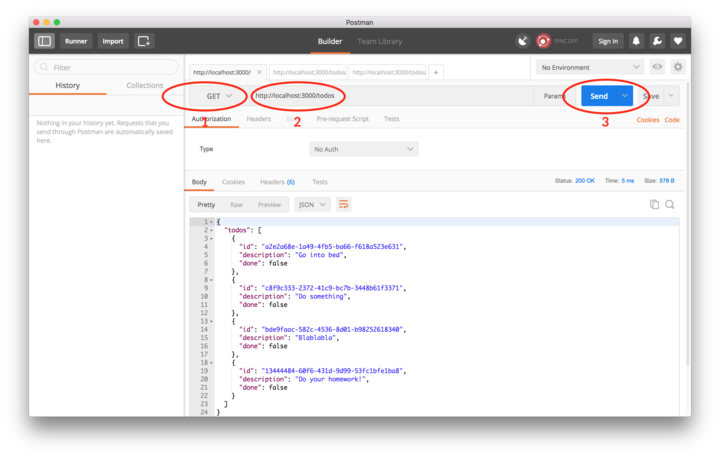 Postman
Runner
Import
Builder
Team Library
SYNC OFF
Sign In
Filter
History
Collections
Nothing in your history yet. Requests that you
send through Postman are automatically saved
here.
http://localhost:3000/
http://localhost:3000/todos
http://localhost:3000/todos
No Environment
GET
http://localhost:3000/todos
Params
Send
Save
1
2
3
Authorization
Headers
Pre-request Script
Tests
Cookies
Code
Type
No Auth
Body
Cookies
Headers (6)
Tests
Status: 200 OK
Time: 5 ms
Size: 578 B
Pretty
Raw
Preview
JSON
1 {
2 "todos": [
3 {
4 "id": "a2e2a68e-1a49-4fb5-ba66-f618a523e631",
5 "description": "Go into bed",
6 "done": false
7 },
8 {
9 "id": "c8f9c333-2372-41c9-bc7b-3448b61f3371",
10 "description": "Do something",
11 "done": false
12 },
13 {
14 "id": "bde9faac-582c-4536-8d01-b98252618340",
15 "description": "Blablabla",
16 "done": false
17 },
18 {
19 "id": "13444484-60f6-431d-9d99-53fc1bfe1ba8",
20 "description": "Do your homework!",
21 "done": false
22 }
23 ]
24 }